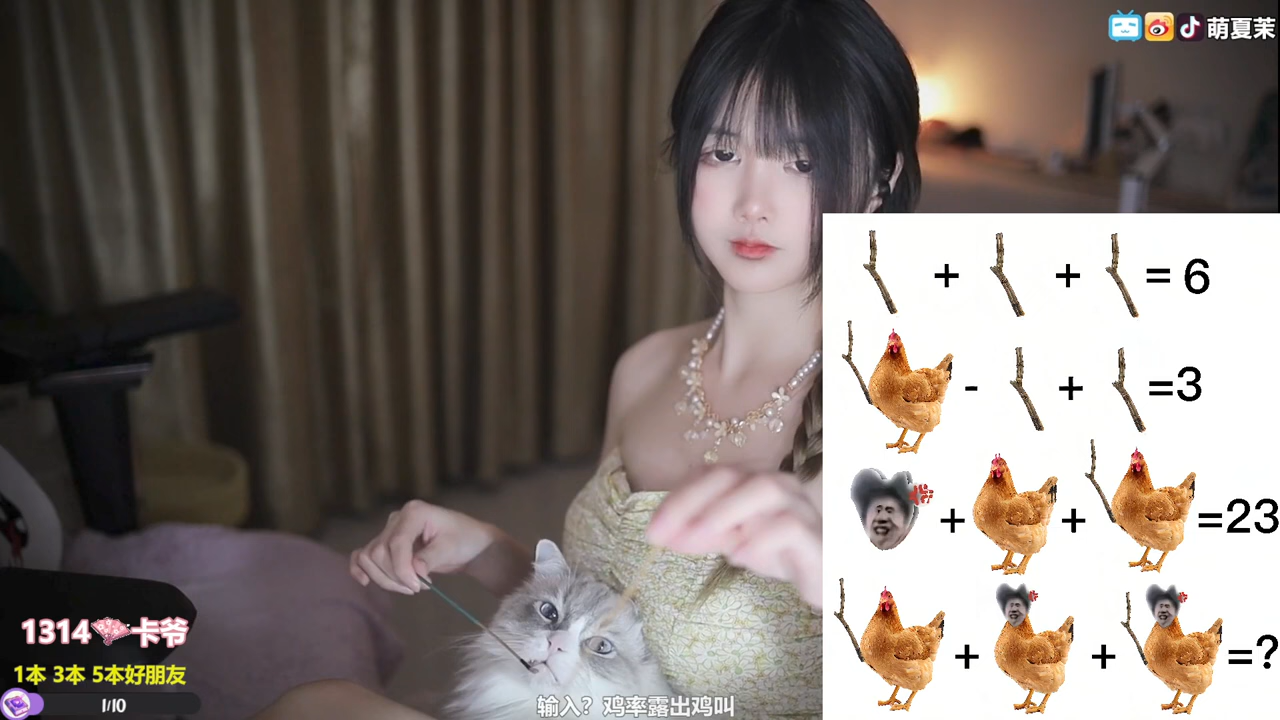 萌夏茉
+ + = 6
- + =3
+ + =23
+ + =?
1314 卡爷
1本 3本 5本好朋友
1/10
输入？鸡率露出鸡叫